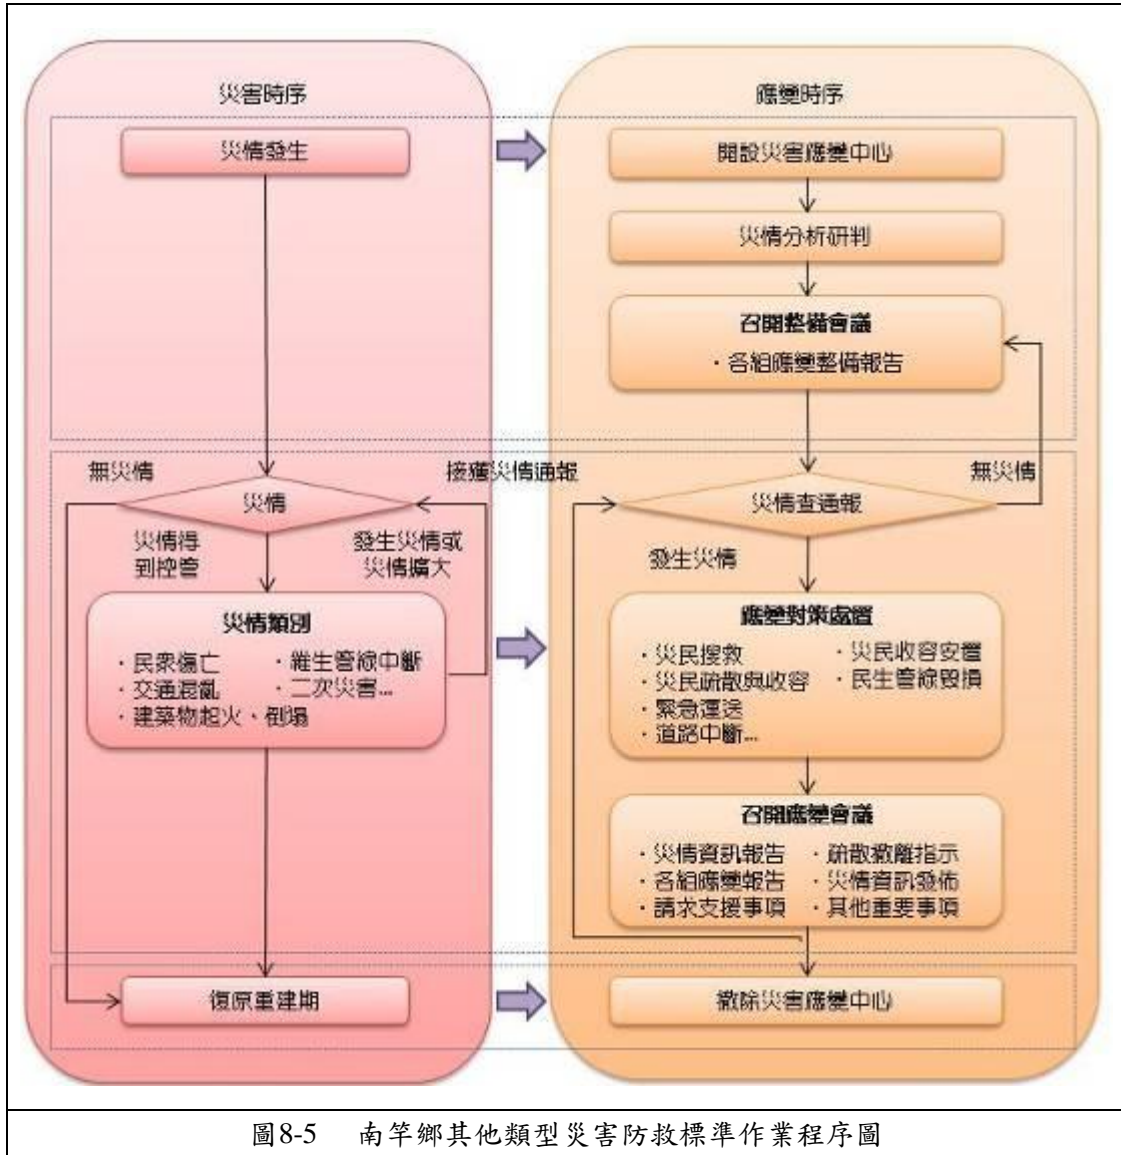 災害時序
災情發生
無災情
接獲災情通報
災情
災情得
到控管
發生災情或
災情擴大
災情類別
・民眾傷亡 ・維生管線中斷
・交通混亂 ・二次災害...
・建築物起火、倒塌
復原重建期
應變時序
開設災害應變中心
災情分析研判
召開整備會議
・各組應變整備報告
災情查通報
無災情
發生災情
應變對策處置
・災民搜救 ・災民收容安置
・災民疏散與收容 ・民生管線毀損
・緊急運送
・道路中斷...
召開應變會議
・災情資訊報告 ・疏散撤離指示
・各組應變報告 ・災情資訊發佈
・請求支援事項 ・其他重要事項
撤除災害應變中心
圖8-5 南竿鄉其他類型災害防救標準作業程序圖